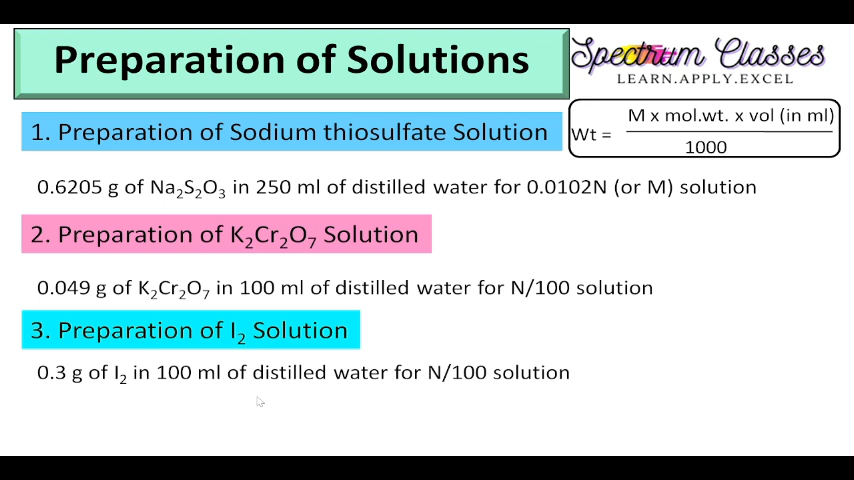 Preparation of Solutions
Spectrum Classes
LEARN.APPLY.EXCEL
1. Preparation of Sodium thiosulfate Solution
Wt = M x mol.wt. x vol (in ml)
1000
0.6205 g of Na₂S₂O₃ in 250 ml of distilled water for 0.0102N (or M) solution
2. Preparation of K₂Cr₂O₇ Solution
0.049 g of K₂Cr₂O₇ in 100 ml of distilled water for N/100 solution
3. Preparation of I₂ Solution
0.3 g of I₂ in 100 ml of distilled water for N/100 solution